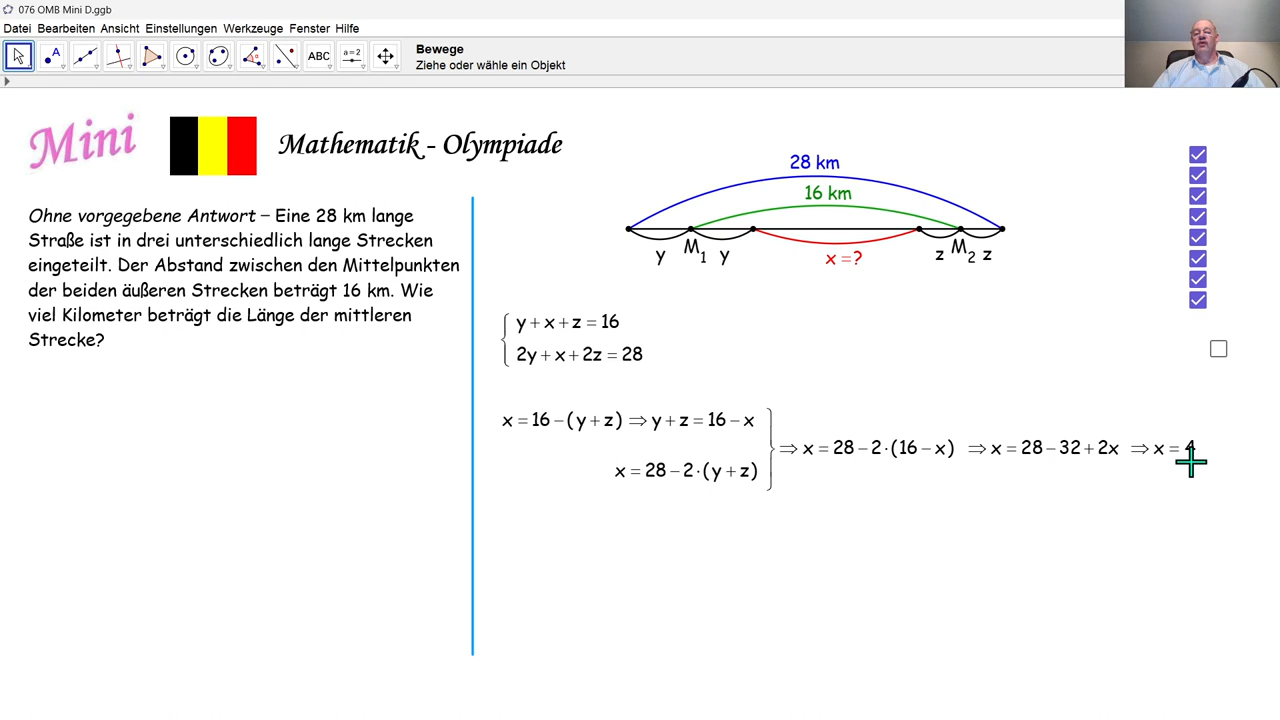 076 OMB Mini D.ggb
Datei Bearbeiten Ansicht Einstellungen Werkzeuge Fenster Hilfe
A ABC a=2
Bewege
Ziehe oder wähle ein Objekt
Mini
Mathematik - Olympiade
Ohne vorgegebene Antwort – Eine 28 km lange
Straße ist in drei unterschiedlich lange Strecken
eingeteilt. Der Abstand zwischen den Mittelpunkten
der beiden äußeren Strecken beträgt 16 km. Wie
viel Kilometer beträgt die Länge der mittleren
Strecke?
28 km
16 km
y M₁ y x =? z M₂ z
y + x + z = 16
2y + x + 2z = 28
x = 16 – (y + z) ⇒ y + z = 16 – x
x = 28 – 2·(y + z)
⇒ x = 28 – 2·(16 – x) ⇒ x = 28 – 32 + 2x ⇒ x = 4